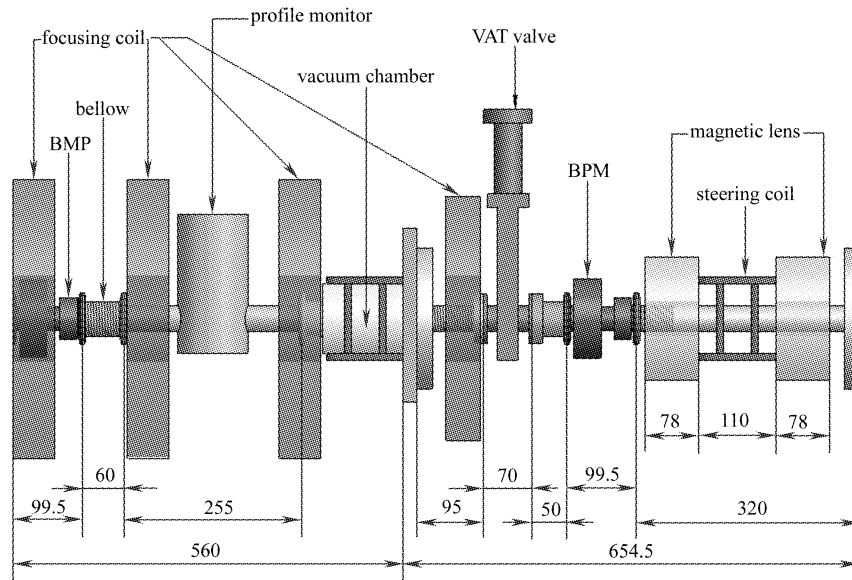 profile monitor
focusing coil
VAT valve
vacuum chamber
bellow
magnetic lens
BMP
BPM
steering coil
78
110
78
60
70
99.5
99.5
255
95
50
320
560
654.5